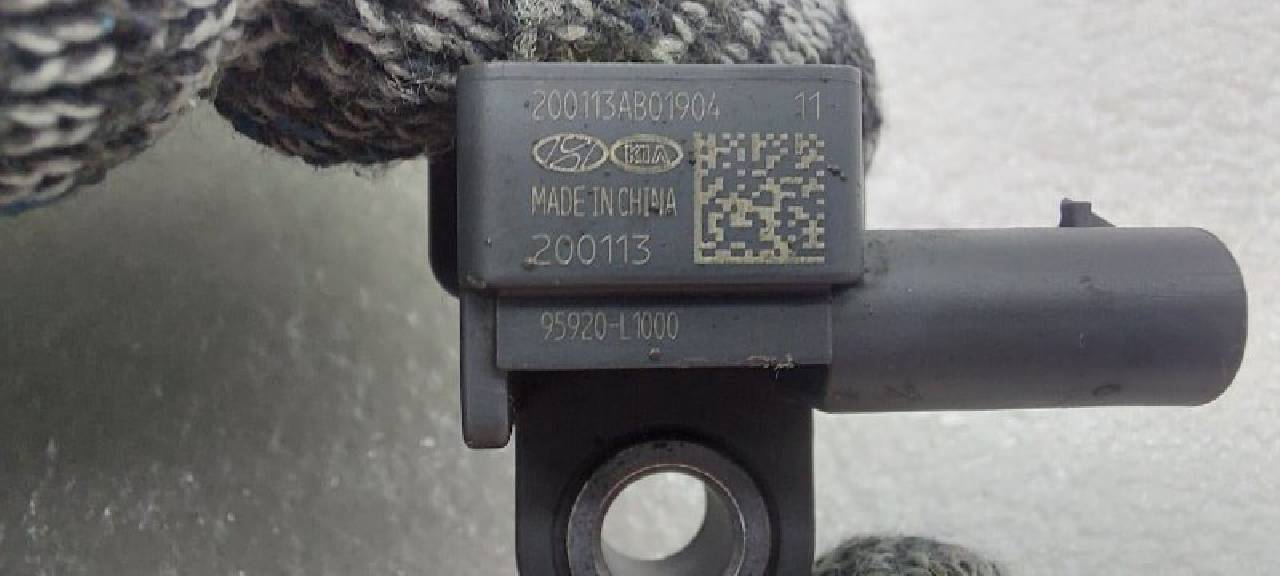 200113AB01904 11
KIA
MADE IN CHINA
200113
95920-L1000